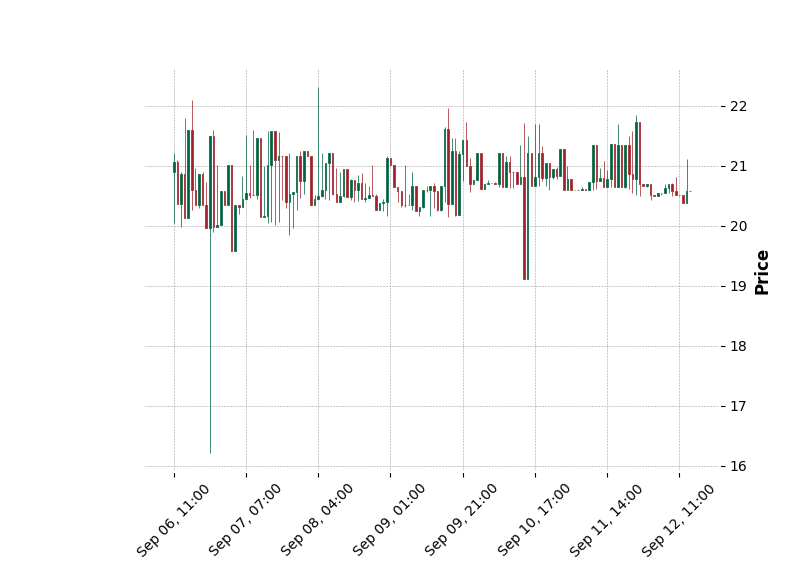 22
21
20
19
18
17
16
Price
Sep 06, 11:00
Sep 07, 07:00
Sep 08, 04:00
Sep 09, 01:00
Sep 09, 21:00
Sep 10, 17:00
Sep 11, 14:00
Sep 12, 11:00